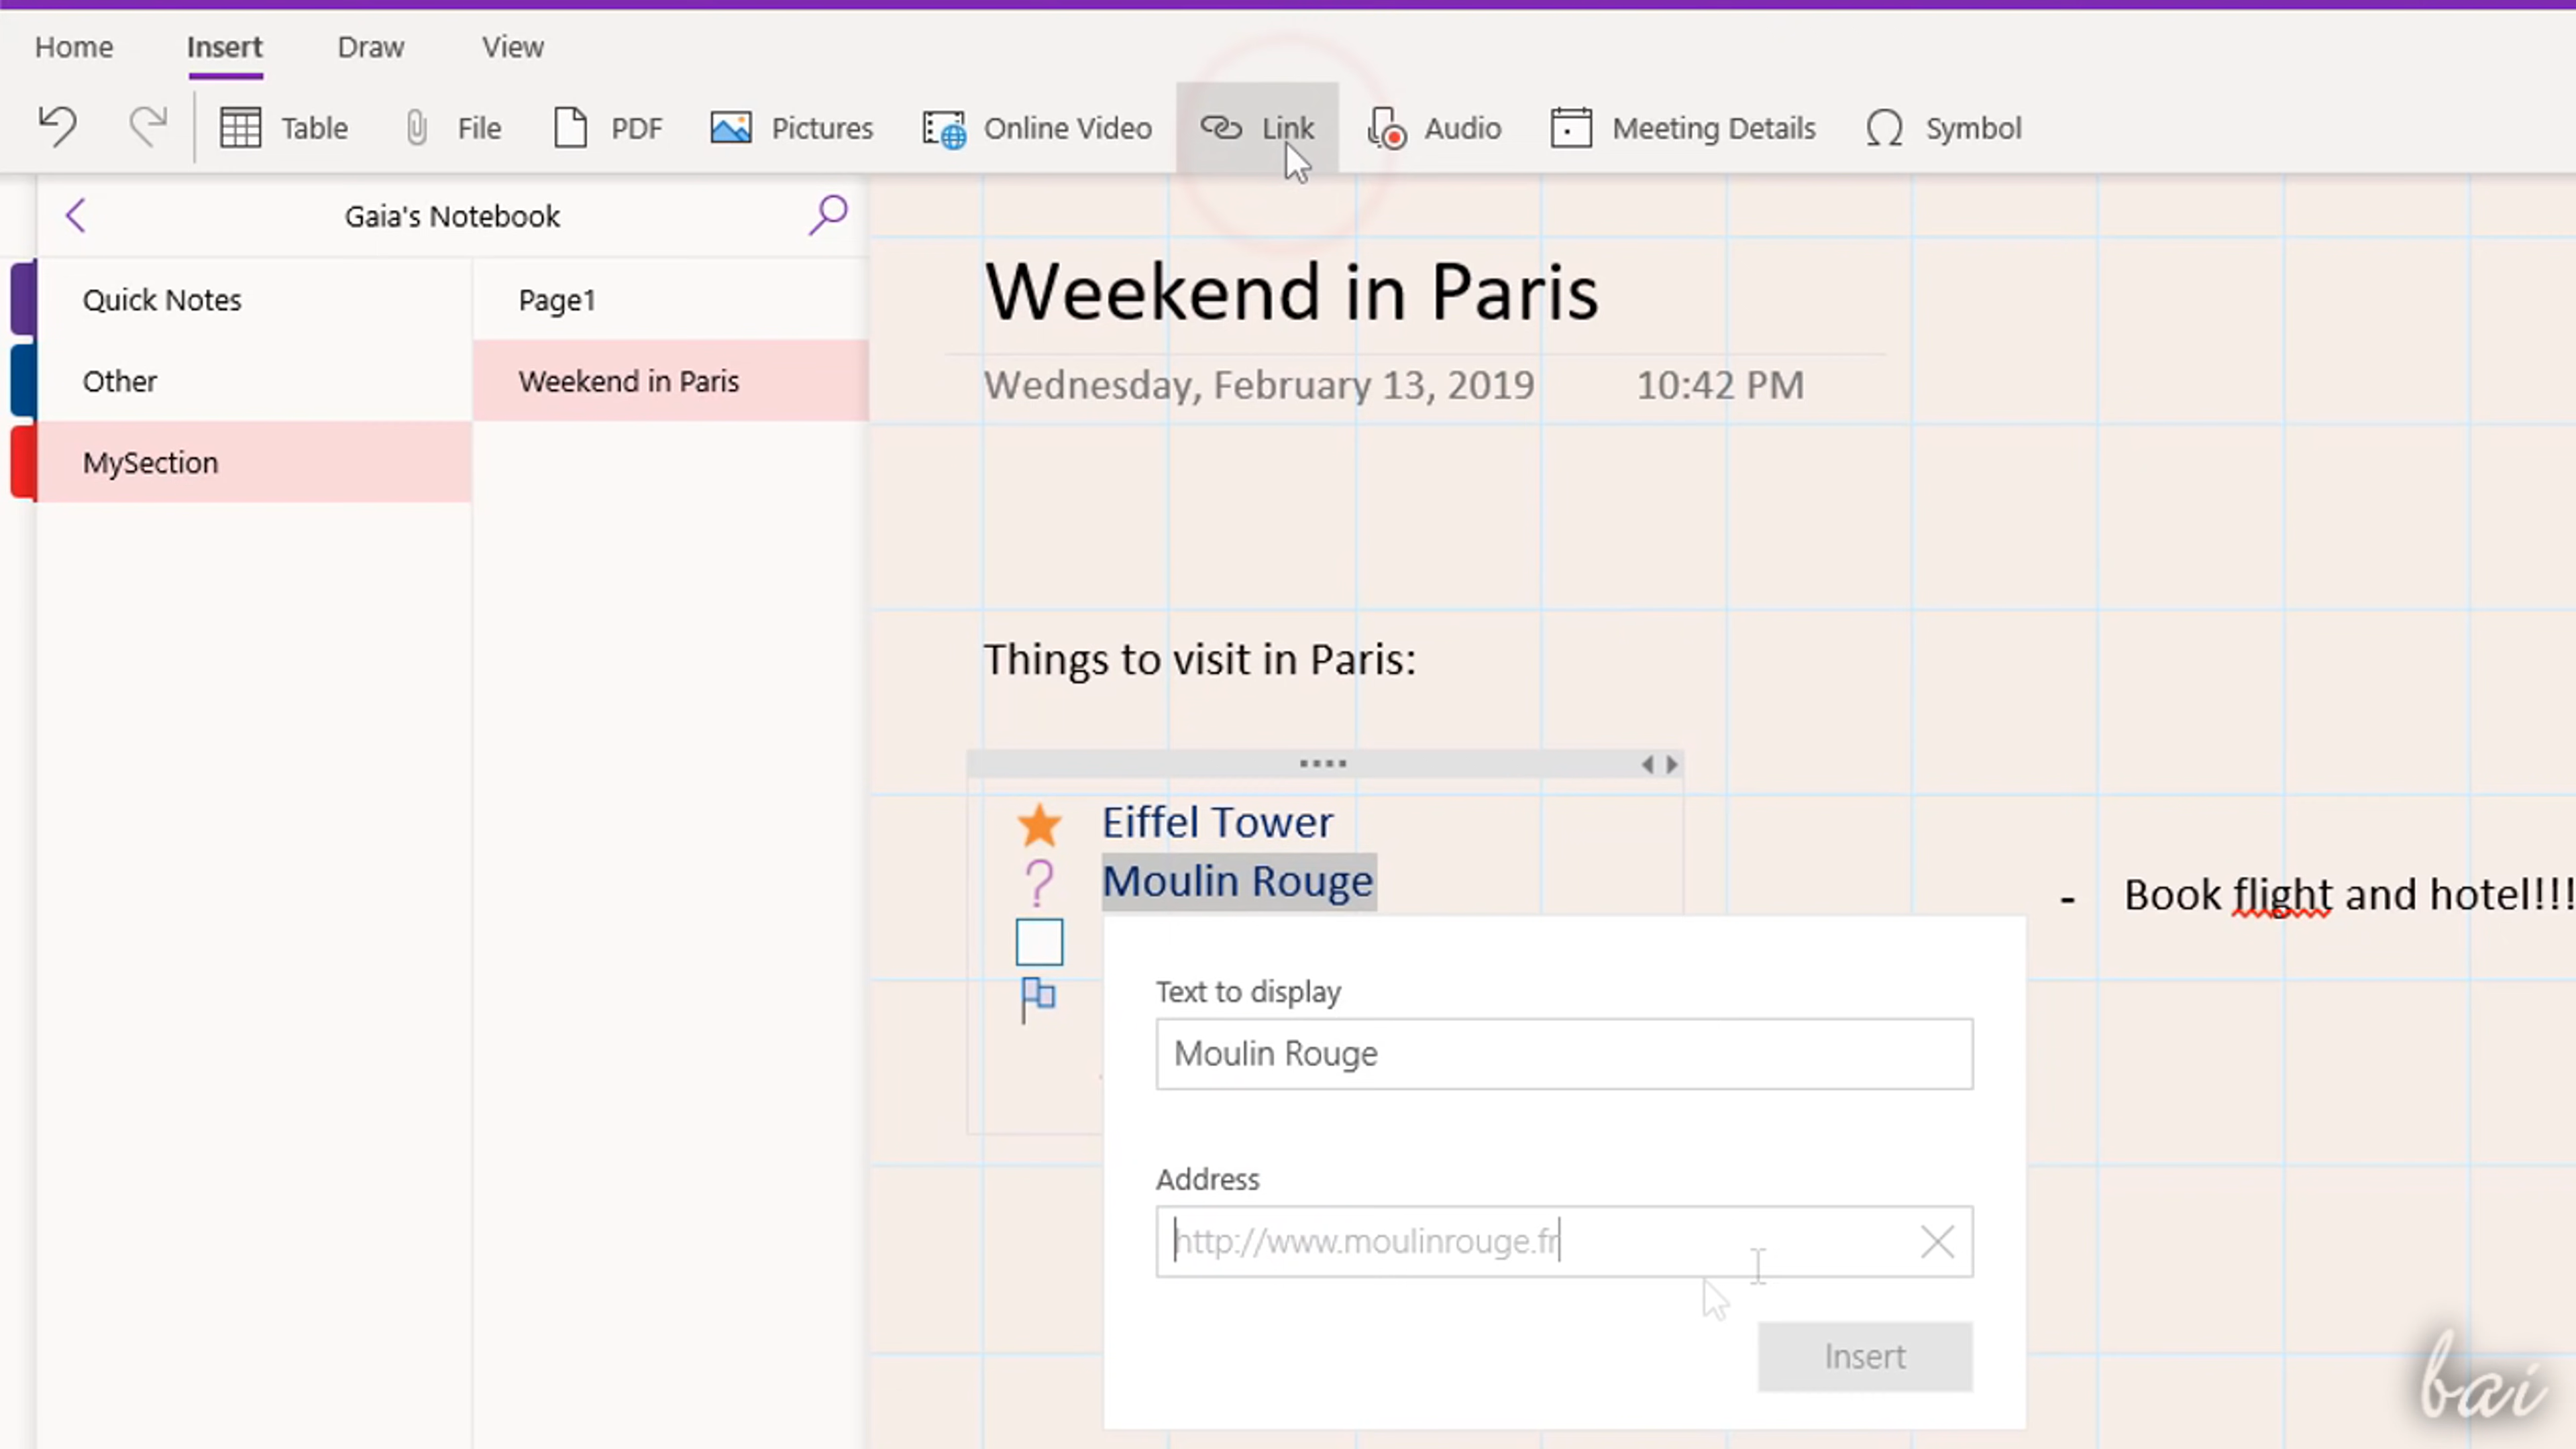 Home Insert Draw View
Table File PDF Pictures Online Video Link Audio Meeting Details Symbol
Gaia's Notebook
Quick Notes
Other
MySection
Page1
Weekend in Paris
Weekend in Paris
Wednesday, February 13, 2019 10:42 PM
Things to visit in Paris:
Eiffel Tower
Moulin Rouge
- Book flight and hotel!!!!
Text to display
Moulin Rouge
Address
http://www.moulinrouge.fr
Insert
bai